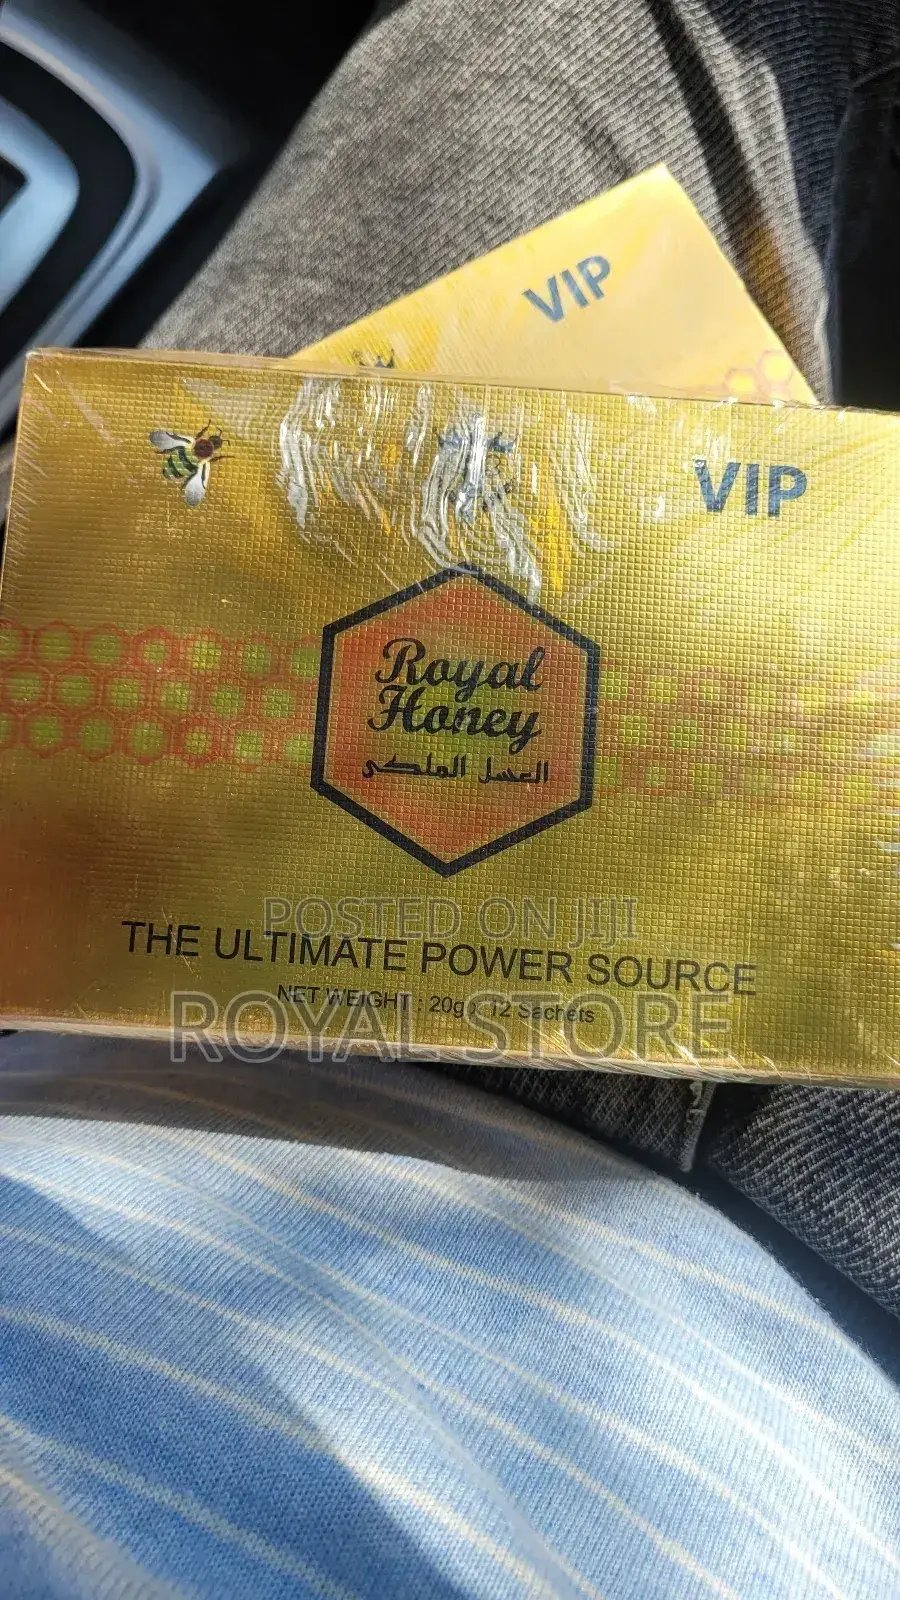 VIP
VIP
Royal
Honey
العسل الملكي
POSTED ON JIJI
THE ULTIMATE POWER SOURCE
NET WEIGHT : 20g x 12 Sachets
ROYAL STORE